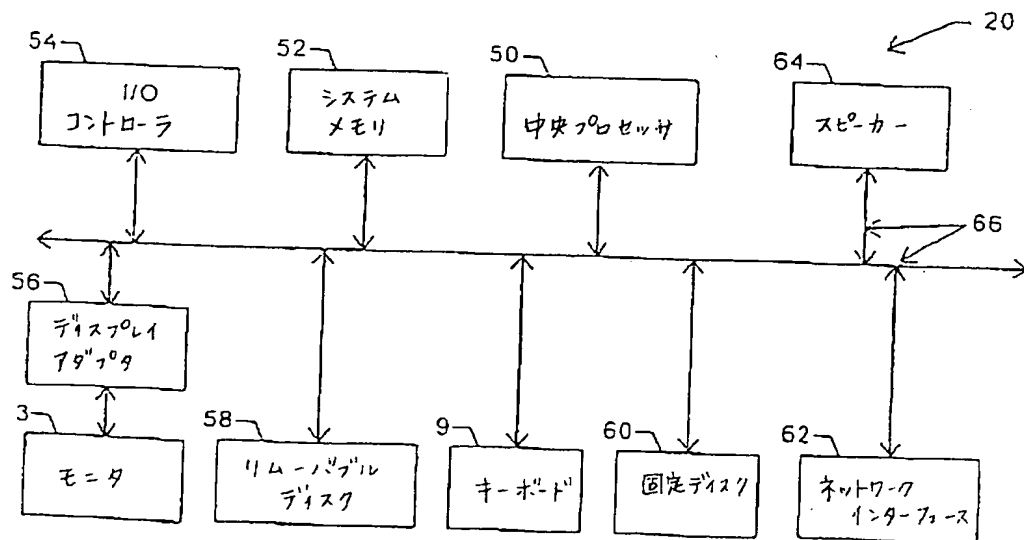 20
54
I/O
コントローラ
52
システム
メモリ
50
中央プロセッサ
64
スピーカー
66
56
ディスプレイ
アダプタ
3
モニタ
58
リムーバブル
ディスク
9
キーボード
60
固定ディスク
62
ネットワーク
インターフェース